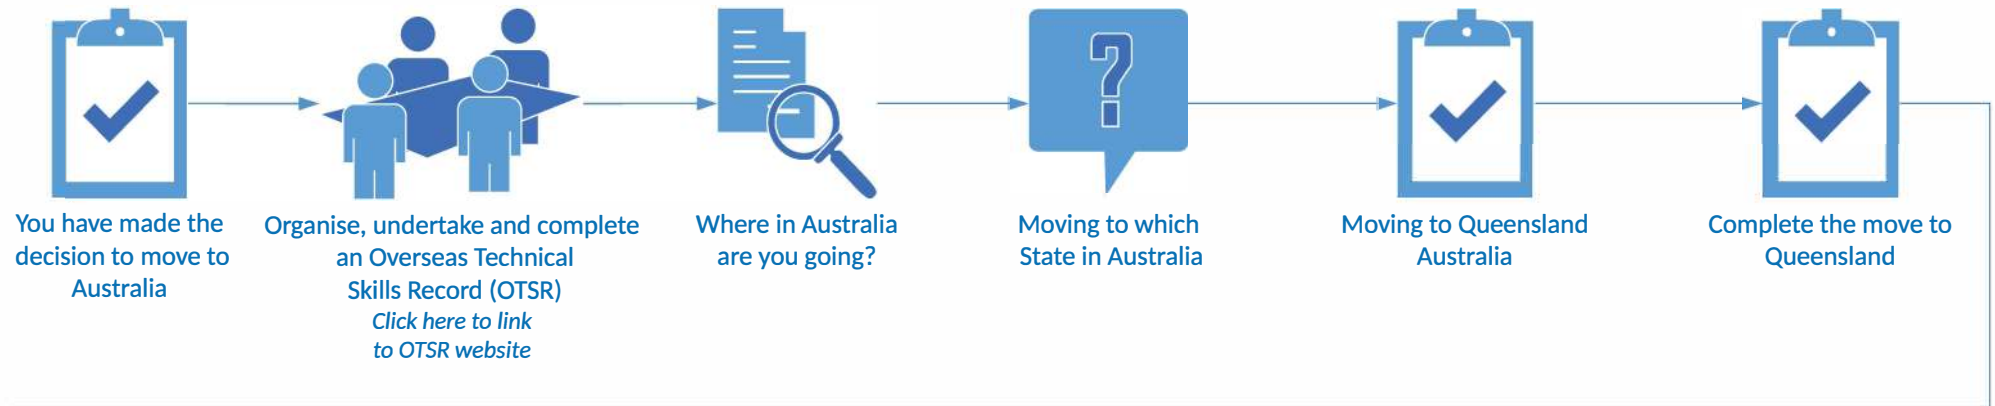 You have made the
decision to move to
Australia
Organise, undertake and complete
an Overseas Technical
Skills Record (OTSR)
Click here to link
to OTSR website
Where in Australia
are you going?
?
Moving to which
State in Australia
Moving to Queensland
Australia
Complete the move to
Queensland